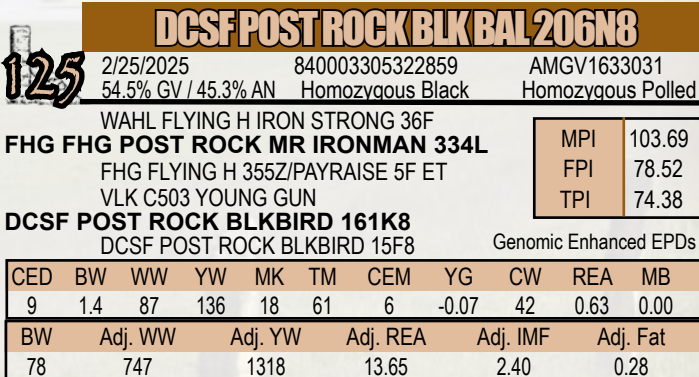 DCSF POST ROCK BLK BAL 206N8
125
2/25/2025 840003305322859 AMGV1633031
54.5% GV / 45.3% AN Homozygous Black Homozygous Polled
WAHL FLYING H IRON STRONG 36F
FHG FHG POST ROCK MR IRONMAN 334L
FHG FLYING H 355Z/PAYRAISE 5F ET
VLK C503 YOUNG GUN
DCSF POST ROCK BLKBIRD 161K8
DCSF POST ROCK BLKBIRD 15F8
MPI 103.69
FPI 78.52
TPI 74.38
Genomic Enhanced EPDs
CED BW WW YW MK TM CEM YG CW REA MB
9 1.4 87 136 18 61 6 -0.07 42 0.63 0.00
BW Adj. WW Adj. YW Adj. REA Adj. IMF Adj. Fat
78 747 1318 13.65 2.40 0.28